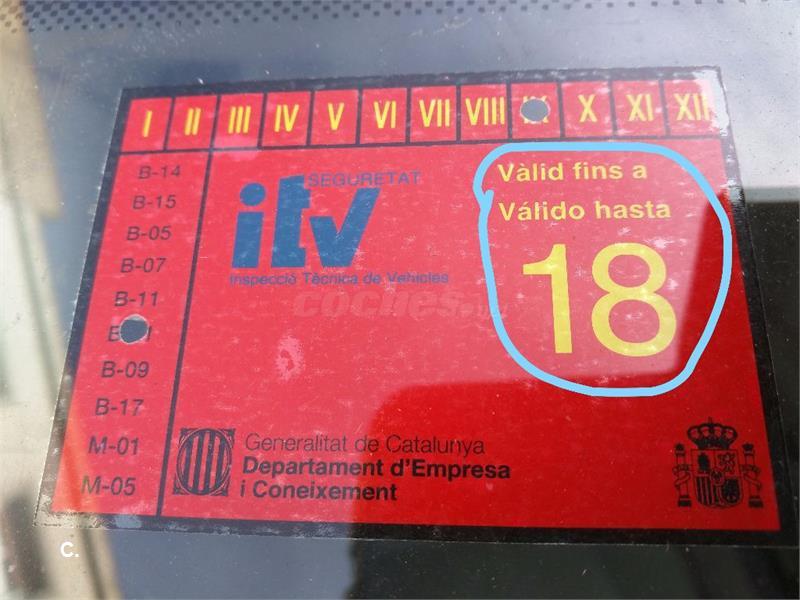 I II III IV V VI VII VIII X XI XII
B-14
B-15
B-05
B-07
B-11
B-09
B-17
M-01
M-05
SEGURETAT
itv
Inspecció Tècnica de Vehicles
coches.
Vàlid fins a
Válido hasta
18
Generalitat de Catalunya
Departament d'Empresa
i Coneixement
C.